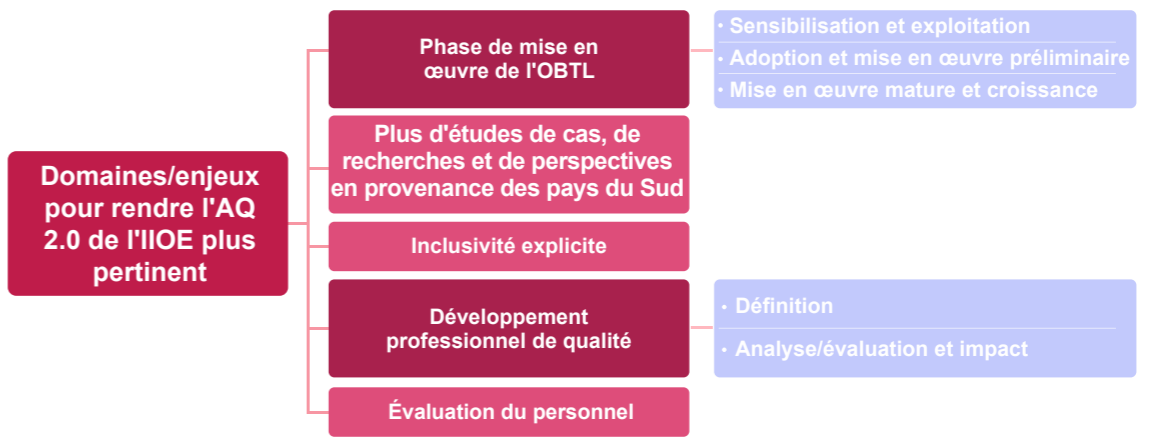 Domaines/enjeux
pour rendre l'AQ
2.0 de l'IIOE plus
pertinent
Phase de mise en
œuvre de l'OBTL
· Sensibilisation et exploitation
· Adoption et mise en œuvre préliminaire
· Mise en œuvre mature et croissance
Plus d'études de cas, de
recherches et de perspectives
en provenance des pays du Sud
Inclusivité explicite
Développement
professionnel de qualité
· Définition
· Analyse/évaluation et impact
Évaluation du personnel